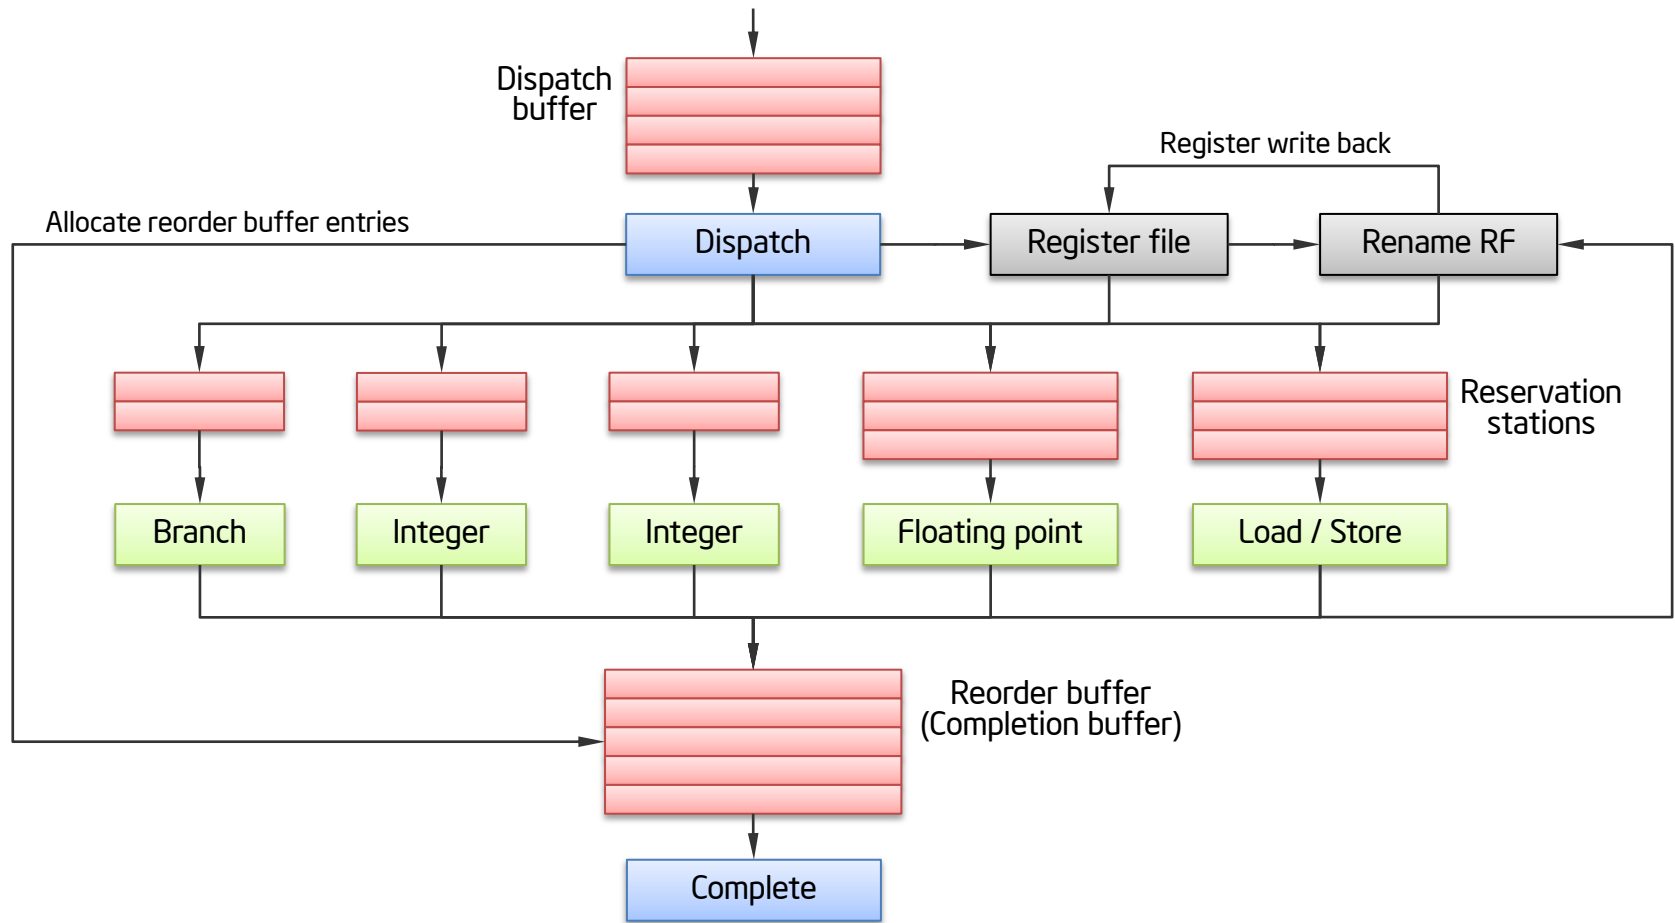 Dispatch
buffer
Register write back
Allocate reorder buffer entries
Dispatch
Register file
Rename RF
Reservation
stations
Branch
Integer
Integer
Floating point
Load / Store
Reorder buffer
(Completion buffer)
Complete